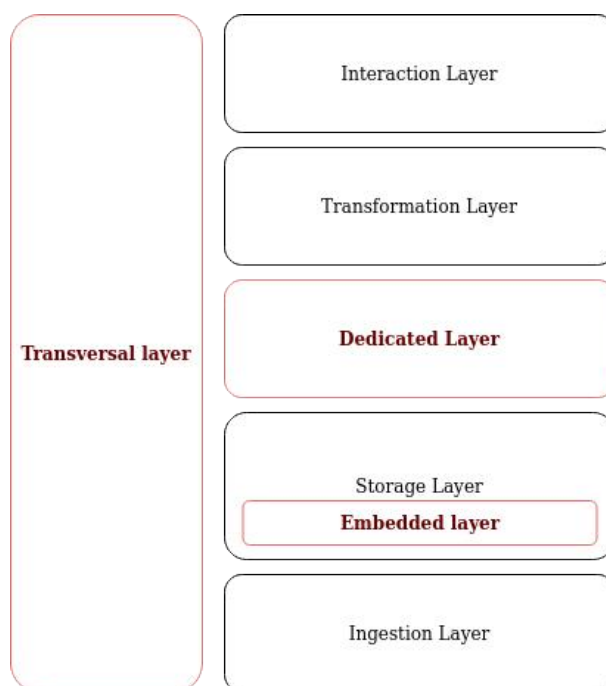 Interaction Layer
Transformation Layer
Transversal layer
Dedicated Layer
Storage Layer
Embedded layer
Ingestion Layer